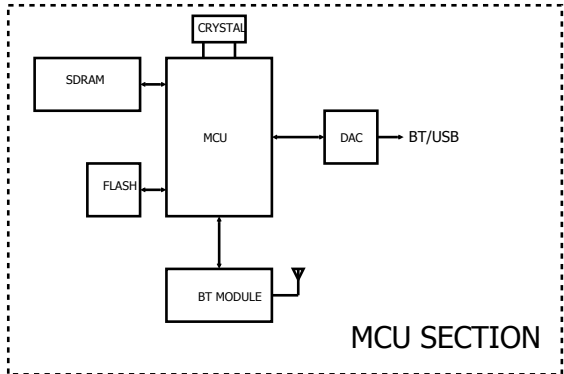 CRYSTAL
SDRAM
MCU
DAC
BT/USB
FLASH
BT MODULE
MCU SECTION